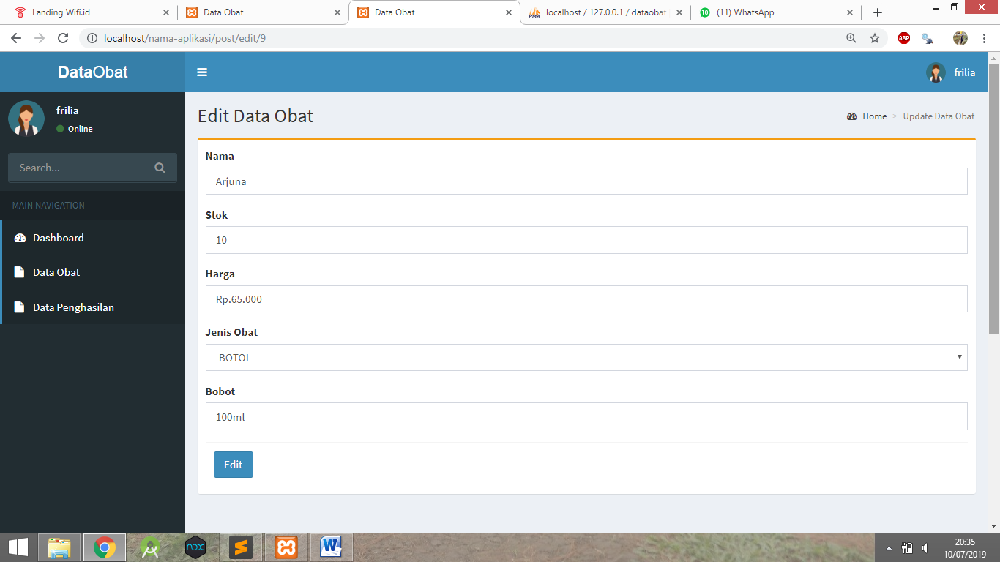 Landing Wifi.id
Data Obat
Data Obat
localhost / 127.0.0.1 / dataobat
(11) WhatsApp
localhost/nama-aplikasi/post/edit/9
ABP
DataObat
frilia
frilia
Online
Search...
MAIN NAVIGATION
Dashboard
Data Obat
Data Penghasilan
Edit Data Obat
Home > Update Data Obat
Nama
Arjuna
Stok
10
Harga
Rp.65.000
Jenis Obat
BOTOL
Bobot
100ml
Edit
nox
20:35
10/07/2019